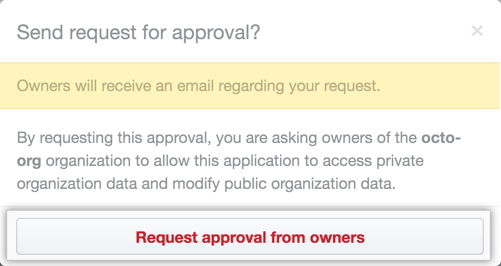 Send request for approval? ×
Owners will receive an email regarding your request.
By requesting this approval, you are asking owners of the octo-
org organization to allow this application to access private
organization data and modify public organization data.
Request approval from owners